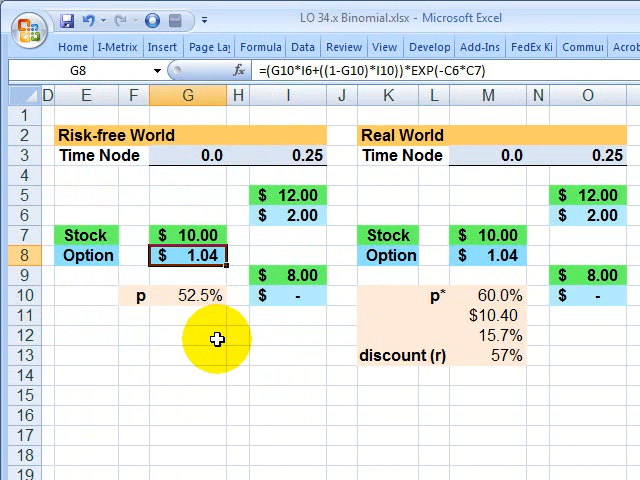 LO 34.x Binomial.xlsx - Microsoft Excel
Home I-Metrix Insert Page La Formula Data Review View Develop Add-Ins FedEx Ki Commu Acrob
G8 fx =(G10*I6+((1-G10)*I10))*EXP(-C6*C7)
D E F G H I J K L M N O
1
2 Risk-free World Real World
3 Time Node 0.0 0.25 Time Node 0.0 0.25
4
5 $ 12.00 $ 12.00
6 $ 2.00 $ 2.00
7 Stock $ 10.00 Stock $ 10.00
8 Option $ 1.04 Option $ 1.04
9 $ 8.00 $ 8.00
10 p 52.5% $ - p* 60.0% $ -
11 $10.40
12 15.7%
13 discount (r) 57%
14
15
16
17
18
19